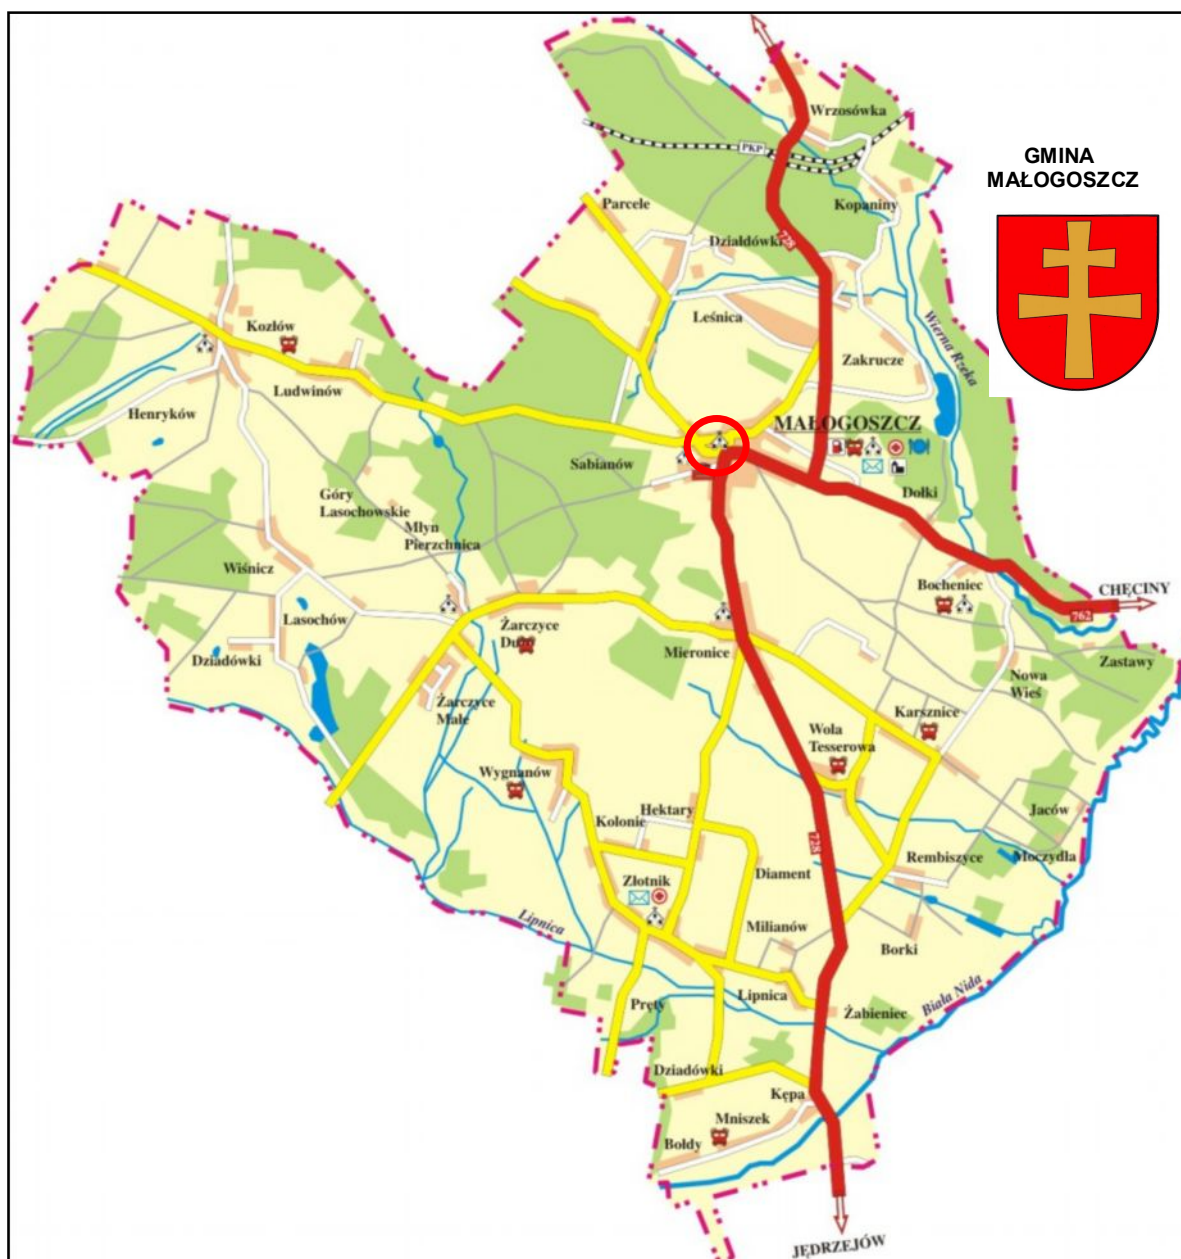 Wrzosówka
GMINA
MAŁOGOSZCZ
PKP
Parcele
Kopaniny
Działdówki
728
Leśnica
Wierna Rzeka
Kozłów
Zakrucze
Ludwinów
Henryków
MAŁOGOSZCZ
Sabianów
Góry
Lasochowskie
Dołki
Młyn
Pierzchnica
Wiśnicz
Bocheniec
CHĘCINY
762
Lasochów
Żarczyce
Duże
Mieronice
Dziadówki
Zastawy
Nowa
Wieś
Żarczyce
Małe
Karsznice
Wola
Tesserowa
Wygnanów
Hektary
Kolonie
Jaców
728
Rembiszyce
Moczydła
Diament
Złotnik
Lipnica
Milianów
Borki
Lipnica
Biała Nida
Pręty
Żabieniec
Dziadówki
Kępa
Mniszek
Bołdy
JĘDRZEJÓW